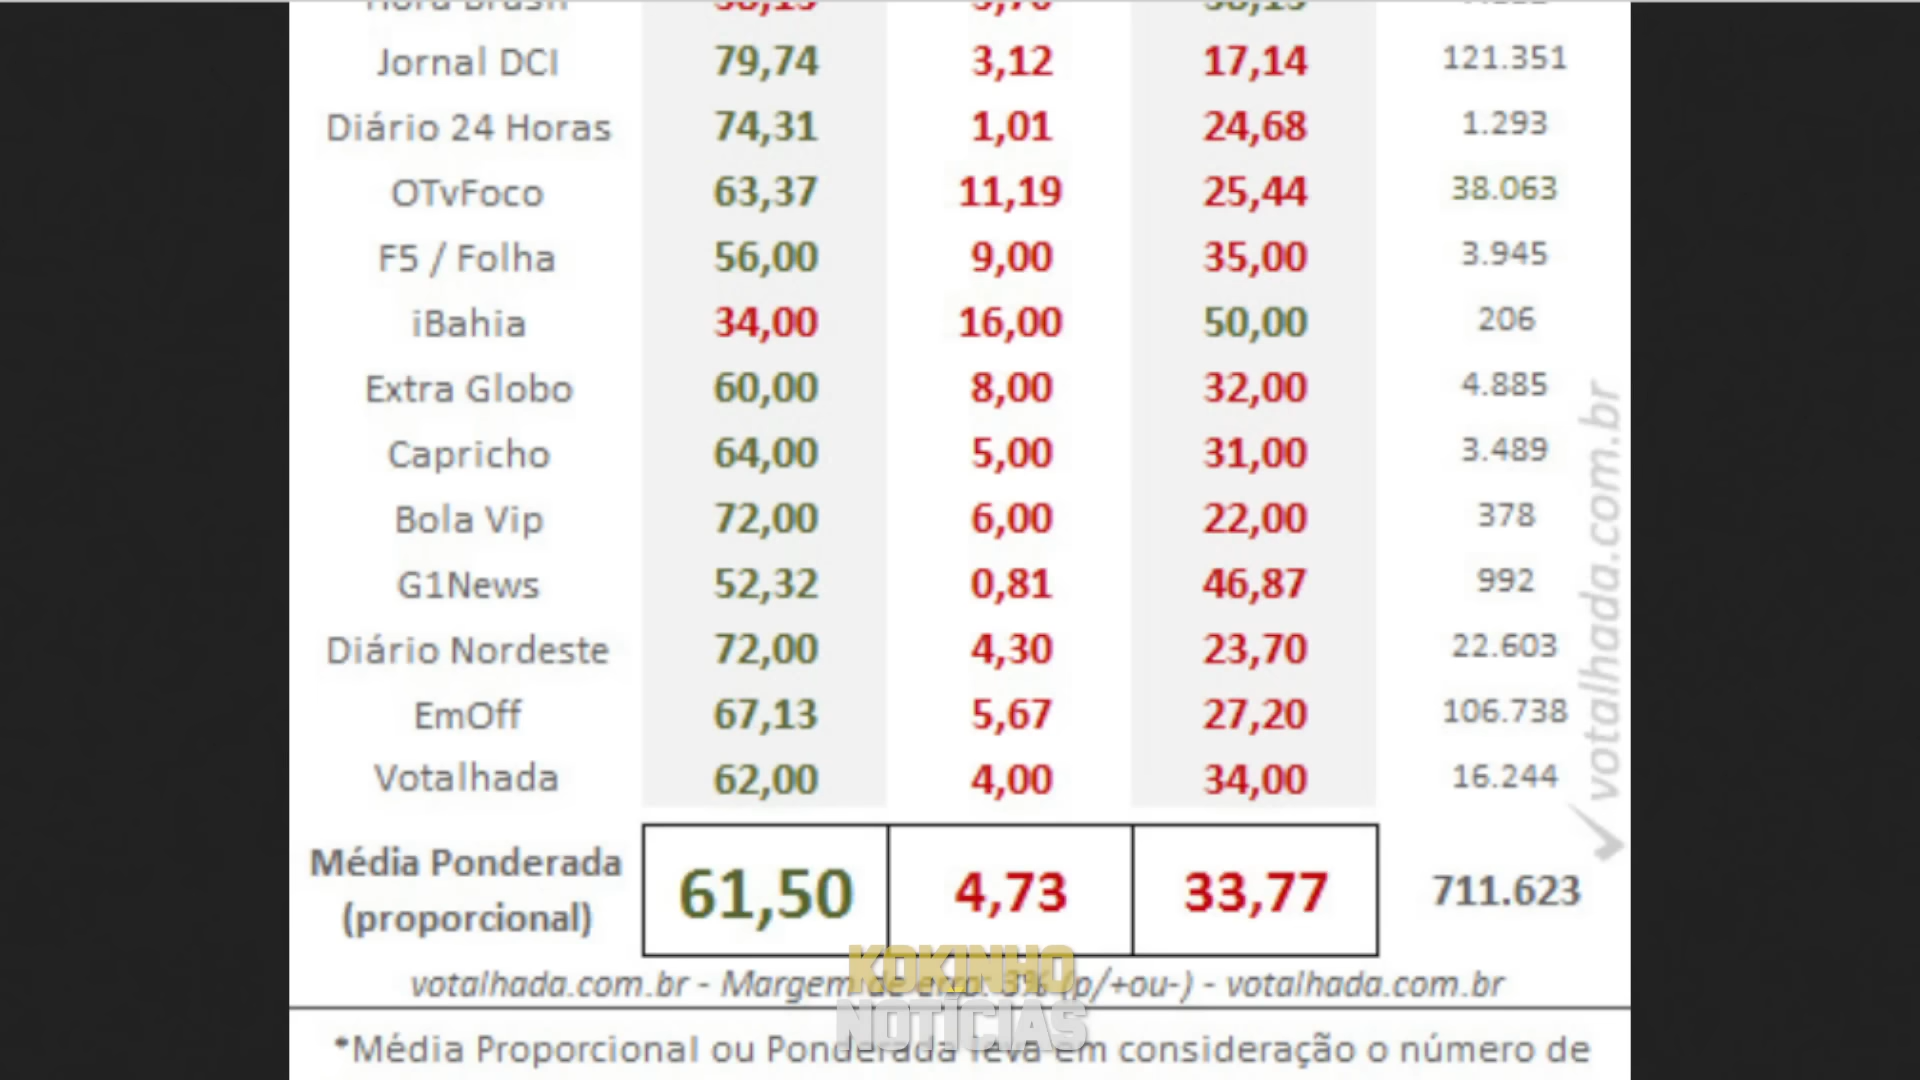 Hora Brasil
Jornal DCI 79,74 3,12 17,14 121.351
Diário 24 Horas 74,31 1,01 24,68 1.293
OTvFoco 63,37 11,19 25,44 38.063
F5 / Folha 56,00 9,00 35,00 3.945
iBahia 34,00 16,00 50,00 206
Extra Globo 60,00 8,00 32,00 4.885
Capricho 64,00 5,00 31,00 3.489
Bola Vip 72,00 6,00 22,00 378
G1News 52,32 0,81 46,87 992
Diário Nordeste 72,00 4,30 23,70 22.603
EmOff 67,13 5,67 27,20 106.738
Votalhada 62,00 4,00 34,00 16.244
Média Ponderada
(proporcional) 61,50 4,73 33,77 711.623
votalhada.com.br - Margem de erro: 3% (p/+ou-) - votalhada.com.br
*Média Proporcional ou Ponderada leva em consideração o número de
votalhada.com.br
KOKINHO
NOTÍCIAS